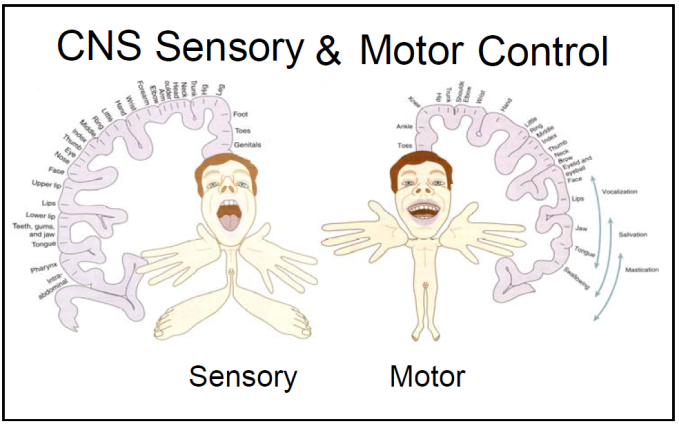 CNS Sensory & Motor Control
Leg
Hip
Trunk
Neck
Head
Arm
Elbow
Forearm
Wrist
Hand
Little
Ring
Middle
Index
Thumb
Eye
Nose
Face
Upper lip
Lips
Lower lip
Teeth, gums,
and jaw
Tongue
Pharynx
Intra-
abdominal
Foot
Toes
Genitals
Knee
Hip
Trunk
Elbow
Wrist
Hand
Little
Ring
Middle
Index
Thumb
Neck
Brow
Eyelid and
eyeball
Face
Lips
Jaw
Tongue
Swallowing
Ankle
Toes
Vocalization
Salivation
Mastication
Sensory
Motor